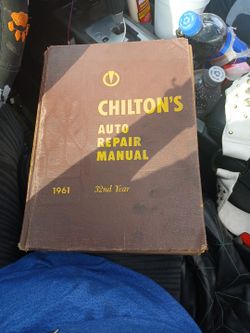 CHILTON'S
AUTO
REPAIR
MANUAL
1961 32nd Year